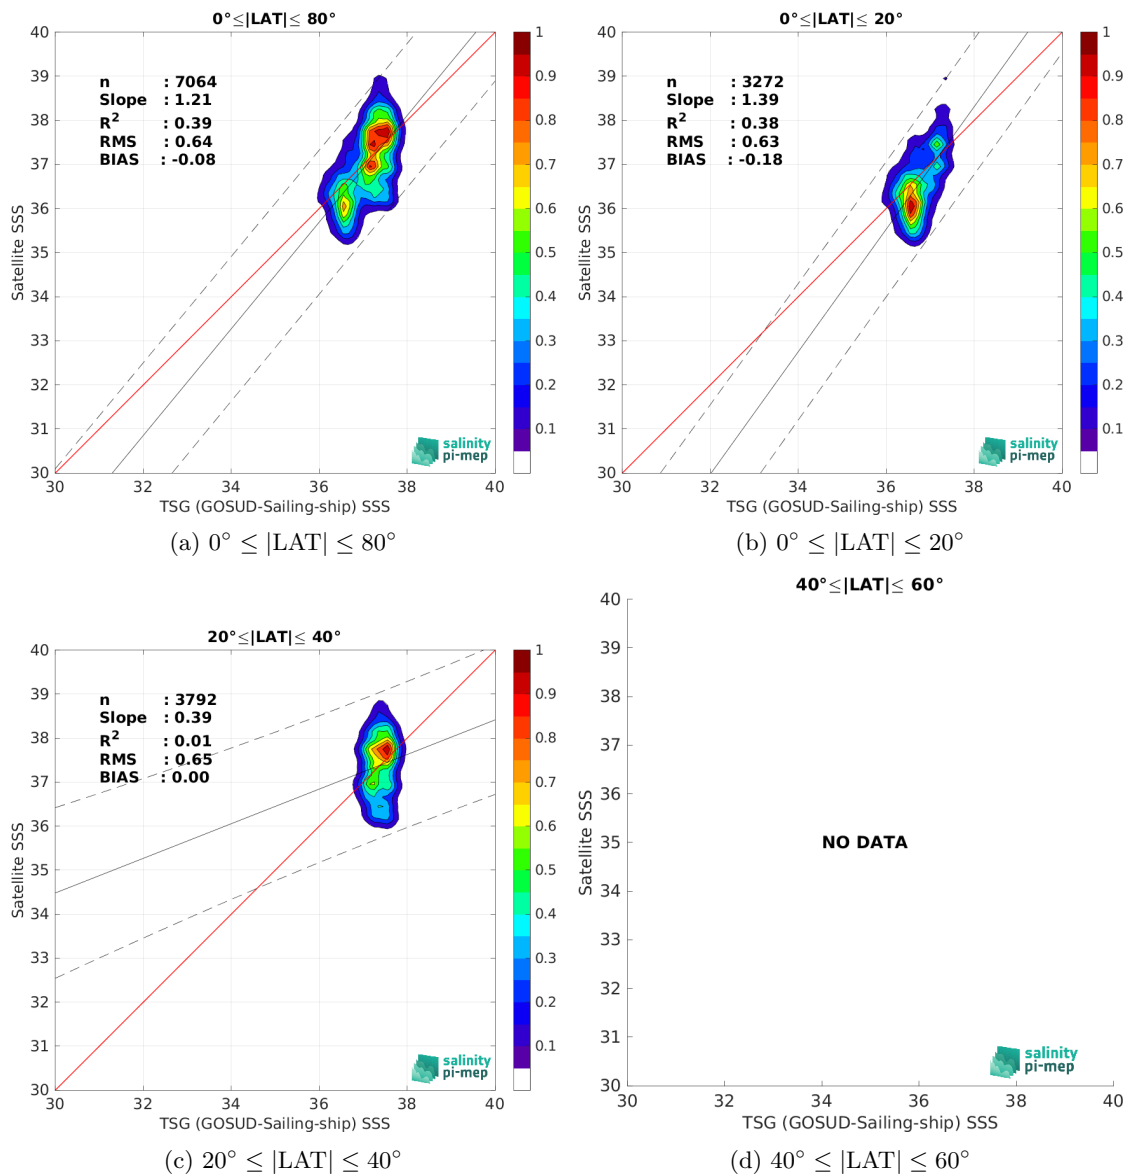 0°≤|LAT|≤ 80°
40
39
38
37
36
35
34
33
32
31
30
Satellite SSS
n : 7064
Slope : 1.21
R² : 0.39
RMS : 0.64
BIAS : -0.08
1
0.9
0.8
0.7
0.6
0.5
0.4
0.3
0.2
0.1
salinity
pi-mep
30 32 34 36 38 40
TSG (GOSUD-Sailing-ship) SSS
(a) 0° ≤ |LAT| ≤ 80°
0°≤|LAT|≤ 20°
40
39
38
37
36
35
34
33
32
31
30
Satellite SSS
n : 3272
Slope : 1.39
R² : 0.38
RMS : 0.63
BIAS : -0.18
1
0.9
0.8
0.7
0.6
0.5
0.4
0.3
0.2
0.1
salinity
pi-mep
30 32 34 36 38 40
TSG (GOSUD-Sailing-ship) SSS
(b) 0° ≤ |LAT| ≤ 20°
20°≤|LAT|≤ 40°
40
39
38
37
36
35
34
33
32
31
30
Satellite SSS
n : 3792
Slope : 0.39
R² : 0.01
RMS : 0.65
BIAS : 0.00
1
0.9
0.8
0.7
0.6
0.5
0.4
0.3
0.2
0.1
salinity
pi-mep
30 32 34 36 38 40
TSG (GOSUD-Sailing-ship) SSS
(c) 20° ≤ |LAT| ≤ 40°
40°≤|LAT|≤ 60°
40
39
38
37
36
35
34
33
32
31
30
Satellite SSS
NO DATA
salinity
pi-mep
30 32 34 36 38 40
TSG (GOSUD-Sailing-ship) SSS
(d) 40° ≤ |LAT| ≤ 60°